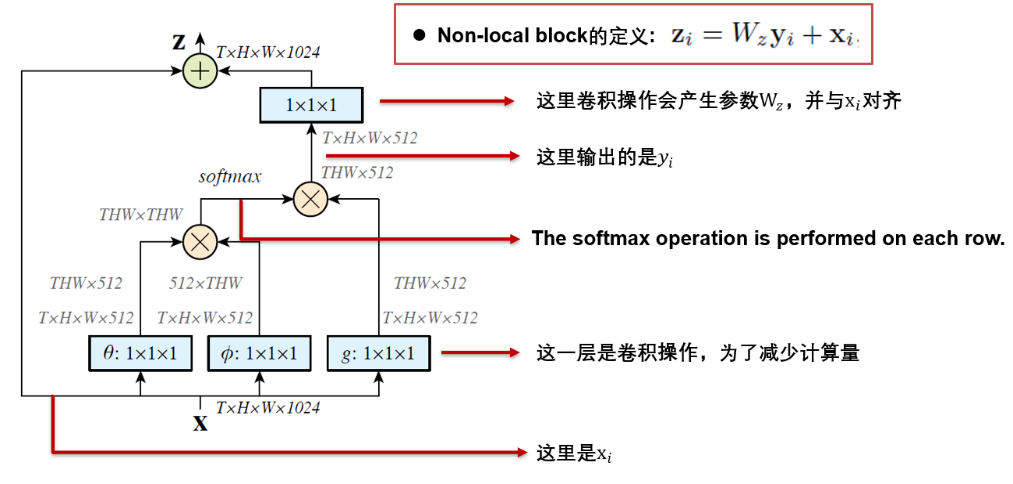 ● Non-local block的定义: zᵢ = W_z yᵢ + xᵢ,
z
T×H×W×1024
1×1×1
这里卷积操作会产生参数W_z，并与xᵢ对齐
T×H×W×512
这里输出的是yᵢ
THW×512
softmax
THW×THW
The softmax operation is performed on each row.
THW×512
512×THW
THW×512
T×H×W×512
T×H×W×512
T×H×W×512
θ: 1×1×1
ϕ: 1×1×1
g: 1×1×1
这一层是卷积操作，为了减少计算量
T×H×W×1024
x
这里是xᵢ